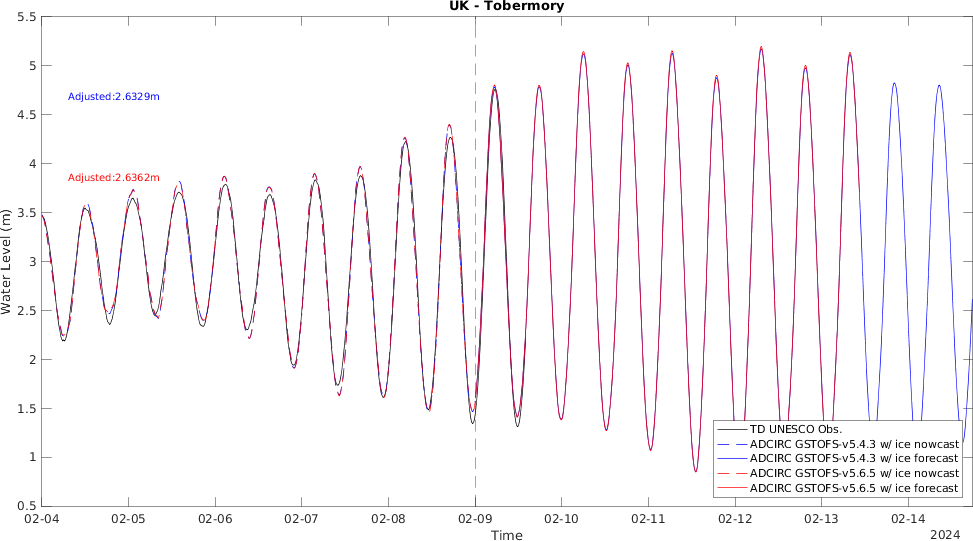 UK - Tobermory
5.5
5
4.5
4
3.5
3
2.5
2
1.5
1
0.5
Water Level (m)
Adjusted:2.6329m
Adjusted:2.6362m
TD UNESCO Obs.
ADCIRC GSTOFS-v5.4.3 w/ ice nowcast
ADCIRC GSTOFS-v5.4.3 w/ ice forecast
ADCIRC GSTOFS-v5.6.5 w/ ice nowcast
ADCIRC GSTOFS-v5.6.5 w/ ice forecast
02-04 02-05 02-06 02-07 02-08 02-09 02-10 02-11 02-12 02-13 02-14
Time
2024